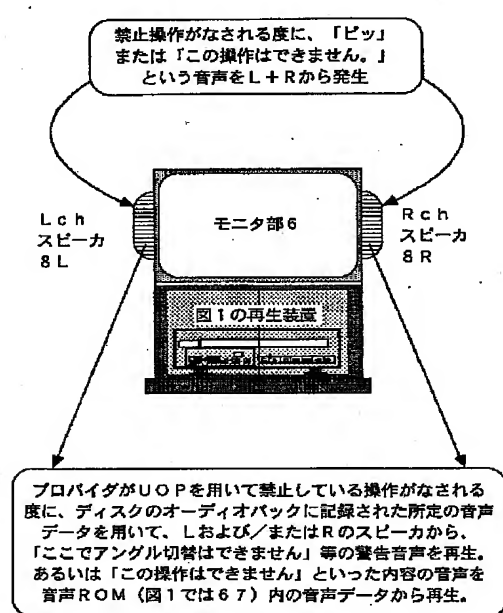 禁止操作がなされる度に、「ピッ」
または「この操作はできません。」
という音声をL＋Rから発生
Lch
スピーカ
8L
モニタ部6
Rch
スピーカ
8R
図1の再生装置
プロバイダがUOPを用いて禁止している操作がなされる
度に、ディスクのオーディオパックに記録された所定の音声
データを用いて、Lおよび／またはRのスピーカから、
「ここでアングル切替はできません」等の警告音声を再生。
あるいは「この操作はできません」といった内容の音声を
音声ROM（図1では67）内の音声データから再生。